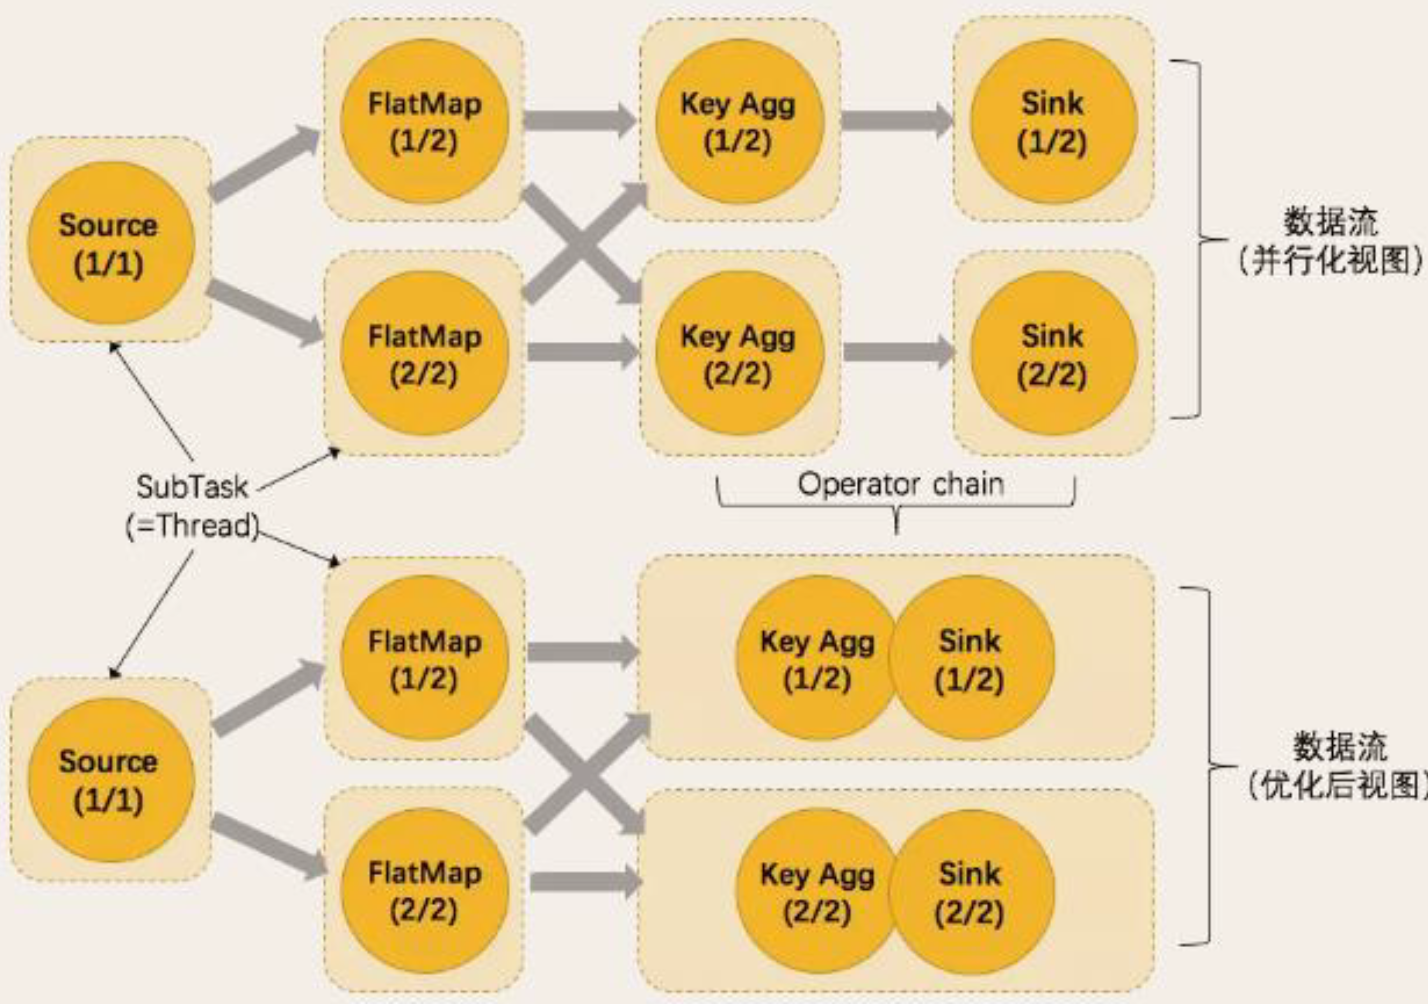 FlatMap
(1/2)
Key Agg
(1/2)
Sink
(1/2)
Source
(1/1)
数据流
(并行化视图)
FlatMap
(2/2)
Key Agg
(2/2)
Sink
(2/2)
SubTask
(=Thread)
Operator chain
FlatMap
(1/2)
Key Agg
(1/2)
Sink
(1/2)
Source
(1/1)
数据流
(优化后视图)
FlatMap
(2/2)
Key Agg
(2/2)
Sink
(2/2)